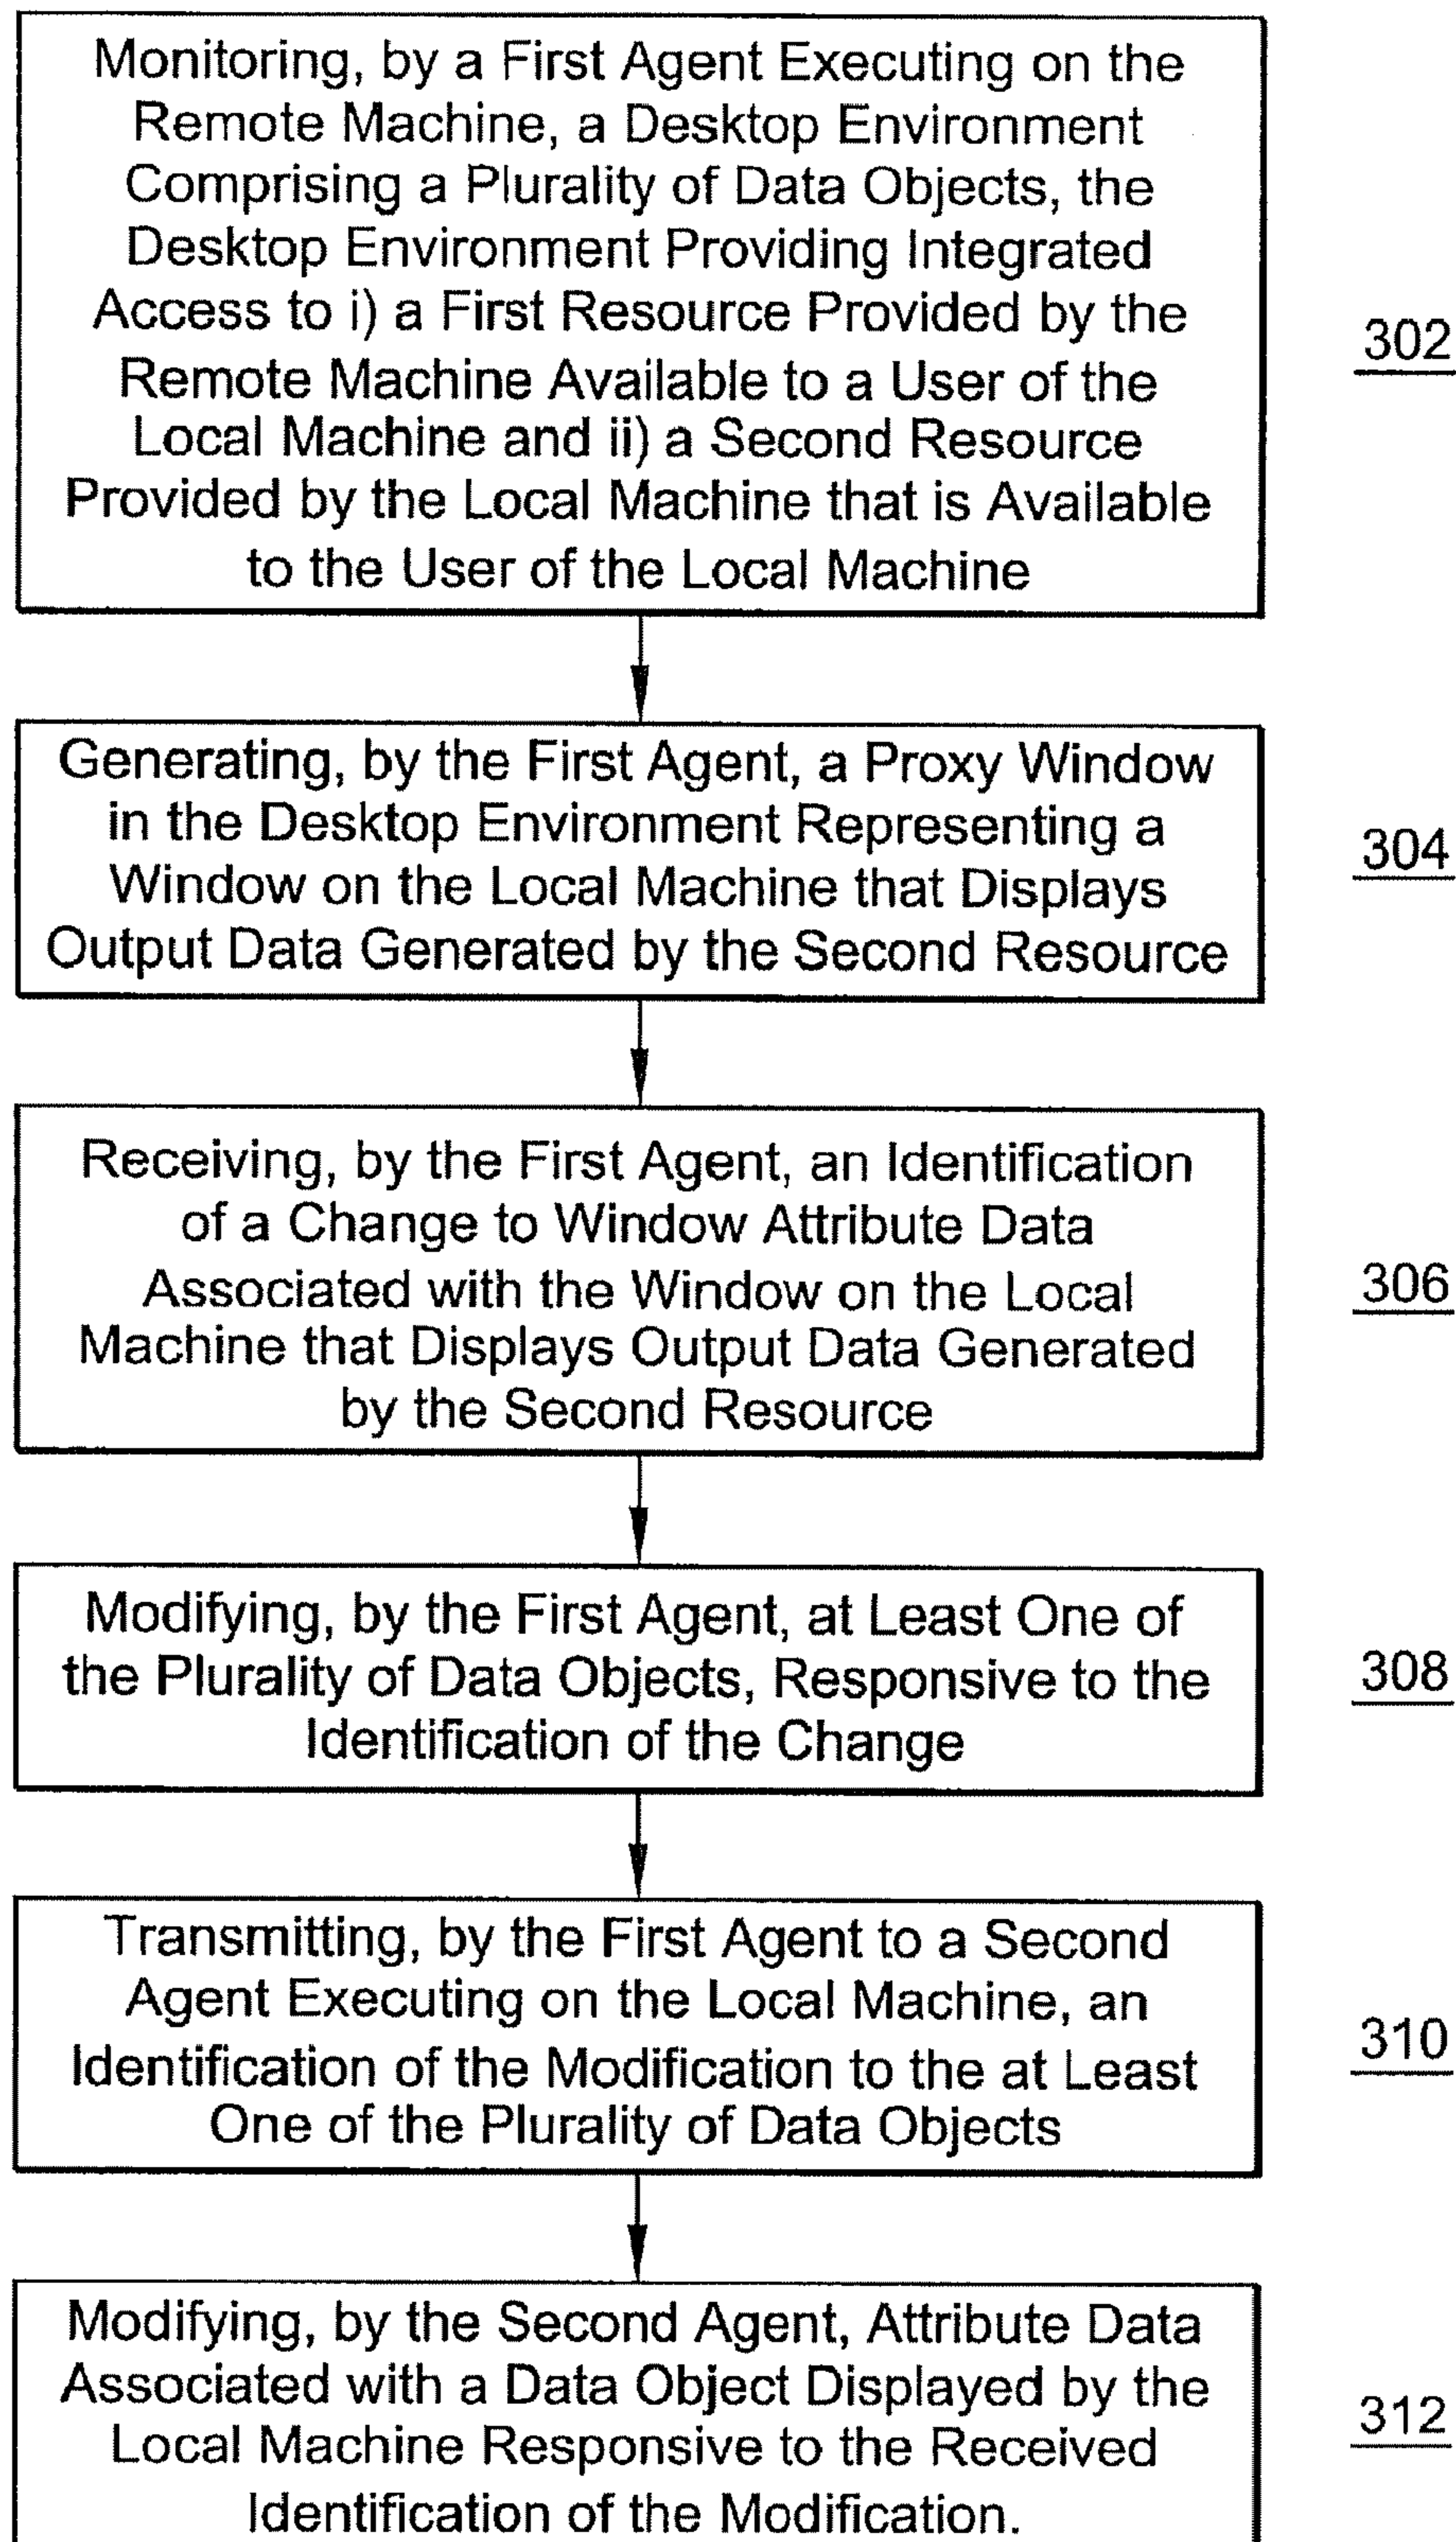 Monitoring, by a First Agent Executing on the
Remote Machine, a Desktop Environment
Comprising a Plurality of Data Objects, the
Desktop Environment Providing Integrated
Access to i) a First Resource Provided by the
Remote Machine Available to a User of the
Local Machine and ii) a Second Resource
Provided by the Local Machine that is Available
to the User of the Local Machine
302
Generating, by the First Agent, a Proxy Window
in the Desktop Environment Representing a
Window on the Local Machine that Displays
Output Data Generated by the Second Resource
304
Receiving, by the First Agent, an Identification
of a Change to Window Attribute Data
Associated with the Window on the Local
Machine that Displays Output Data Generated
by the Second Resource
306
Modifying, by the First Agent, at Least One of
the Plurality of Data Objects, Responsive to the
Identification of the Change
308
Transmitting, by the First Agent to a Second
Agent Executing on the Local Machine, an
Identification of the Modification to the at Least
One of the Plurality of Data Objects
310
Modifying, by the Second Agent, Attribute Data
Associated with a Data Object Displayed by the
Local Machine Responsive to the Received
Identification of the Modification.
312